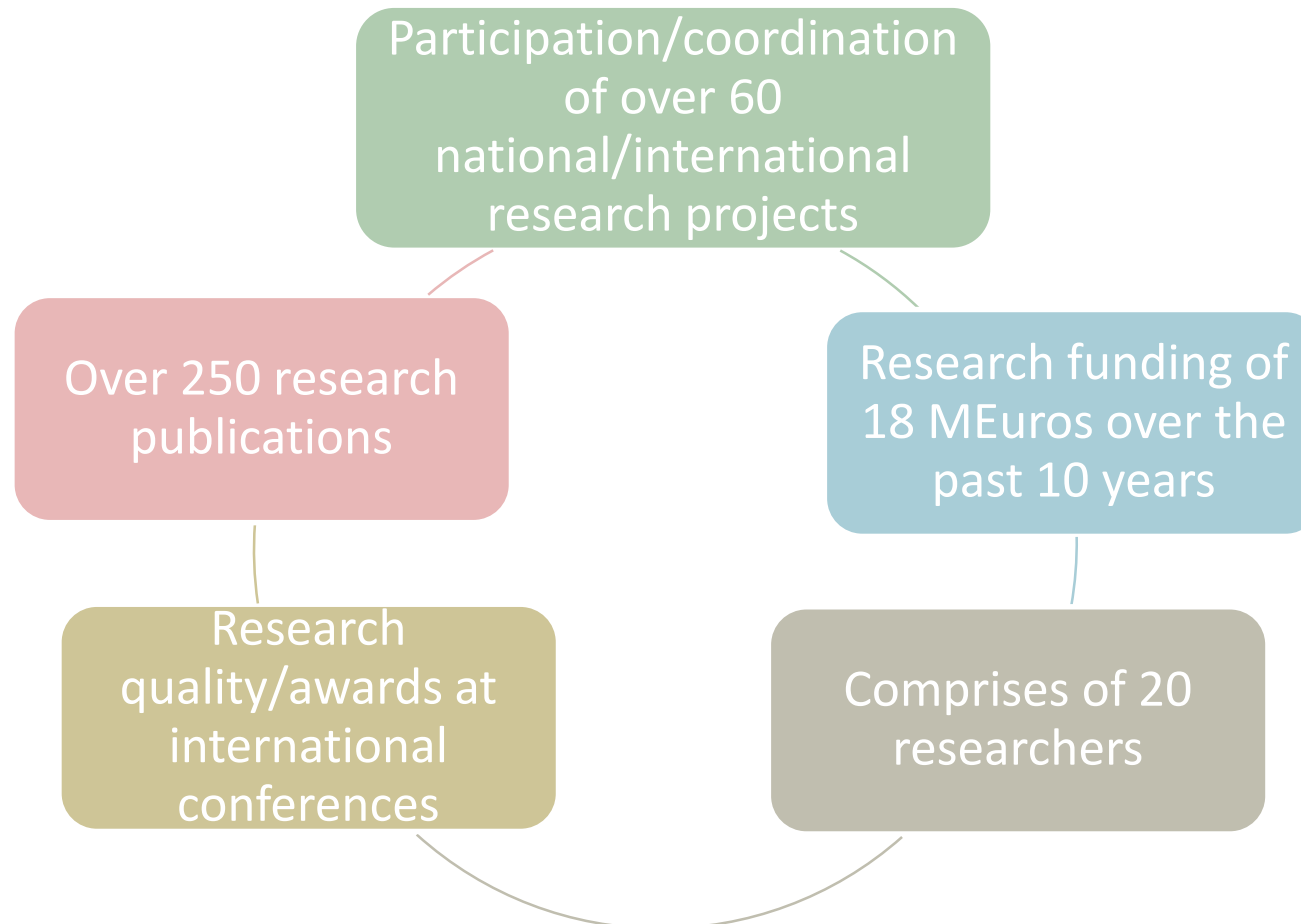 Participation/coordination
of over 60
national/international
research projects
Over 250 research
publications
Research funding of
18 MEuros over the
past 10 years
Research
quality/awards at
international
conferences
Comprises of 20
researchers